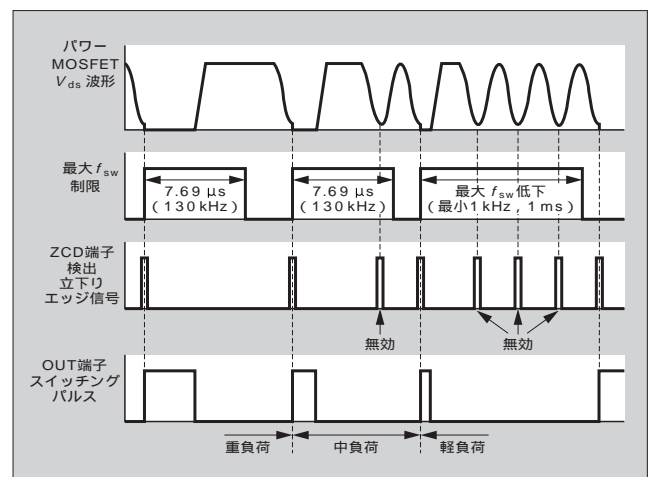 パワー
MOSFET
Vds 波形
最大 fsw
制限
7.69 μs
(130 kHz)
7.69 μs
(130 kHz)
最大 fsw 低下
(最小1 kHz, 1 ms)
ZCD端子
検出
立下り
エッジ信号
無効
無効
OUT端子
スイッチング
パルス
重負荷
中負荷
軽負荷